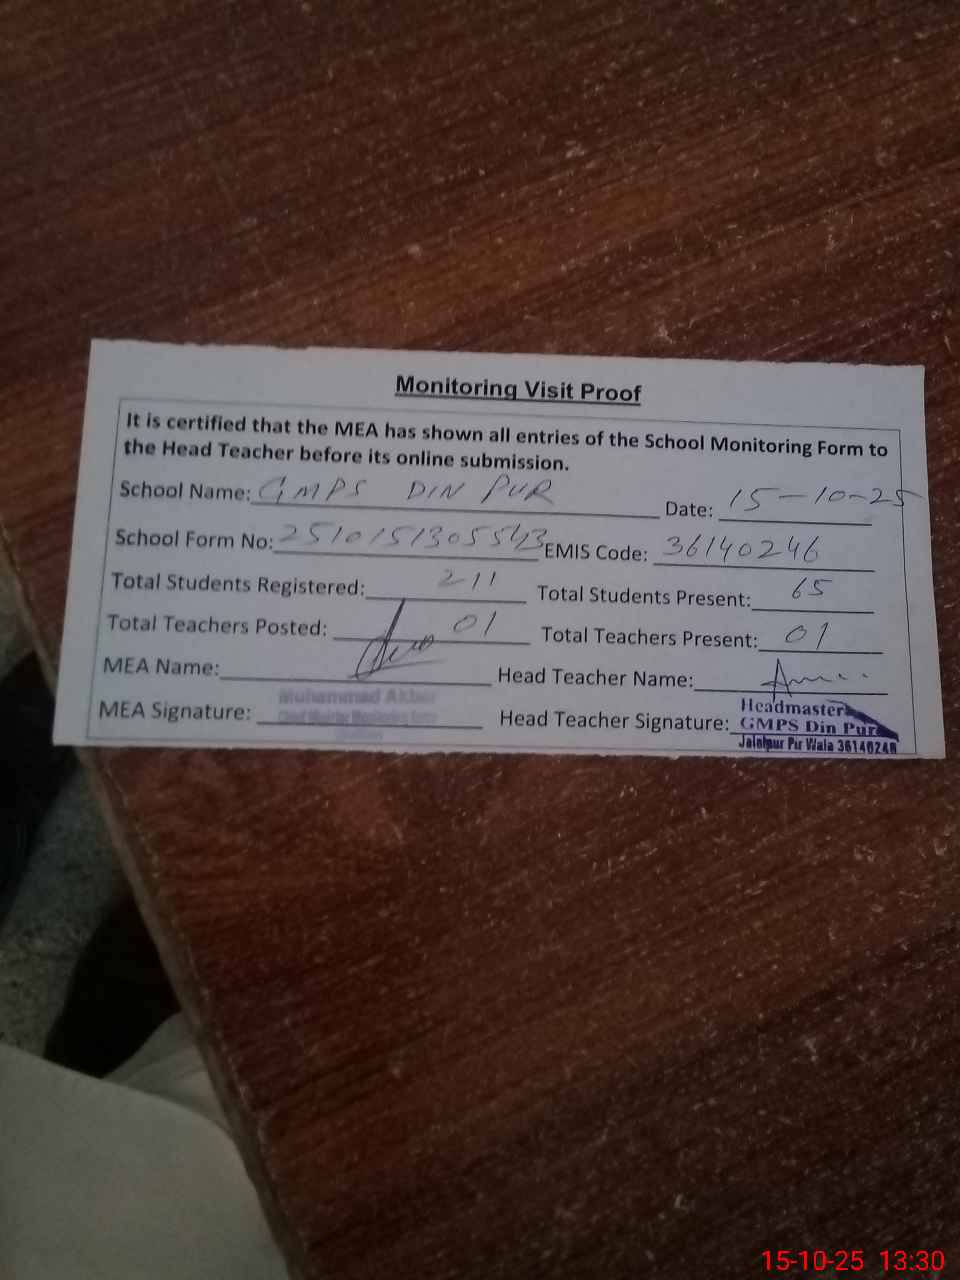 Monitoring Visit Proof
It is certified that the MEA has shown all entries of the School Monitoring Form to
the Head Teacher before its online submission.
School Name: GMPS DIN PUR Date: 15-10-25
School Form No: 2510151305543 EMIS Code: 36140246
Total Students Registered: 211 Total Students Present: 65
Total Teachers Posted: 01 Total Teachers Present: 01
MEA Name: Head Teacher Name:
MEA Signature: Muhammad Akbar Head Teacher Signature: Headmaster
GMPS Din Pur
Jalalpur Pir Wala 36140246
15-10-25 13:30